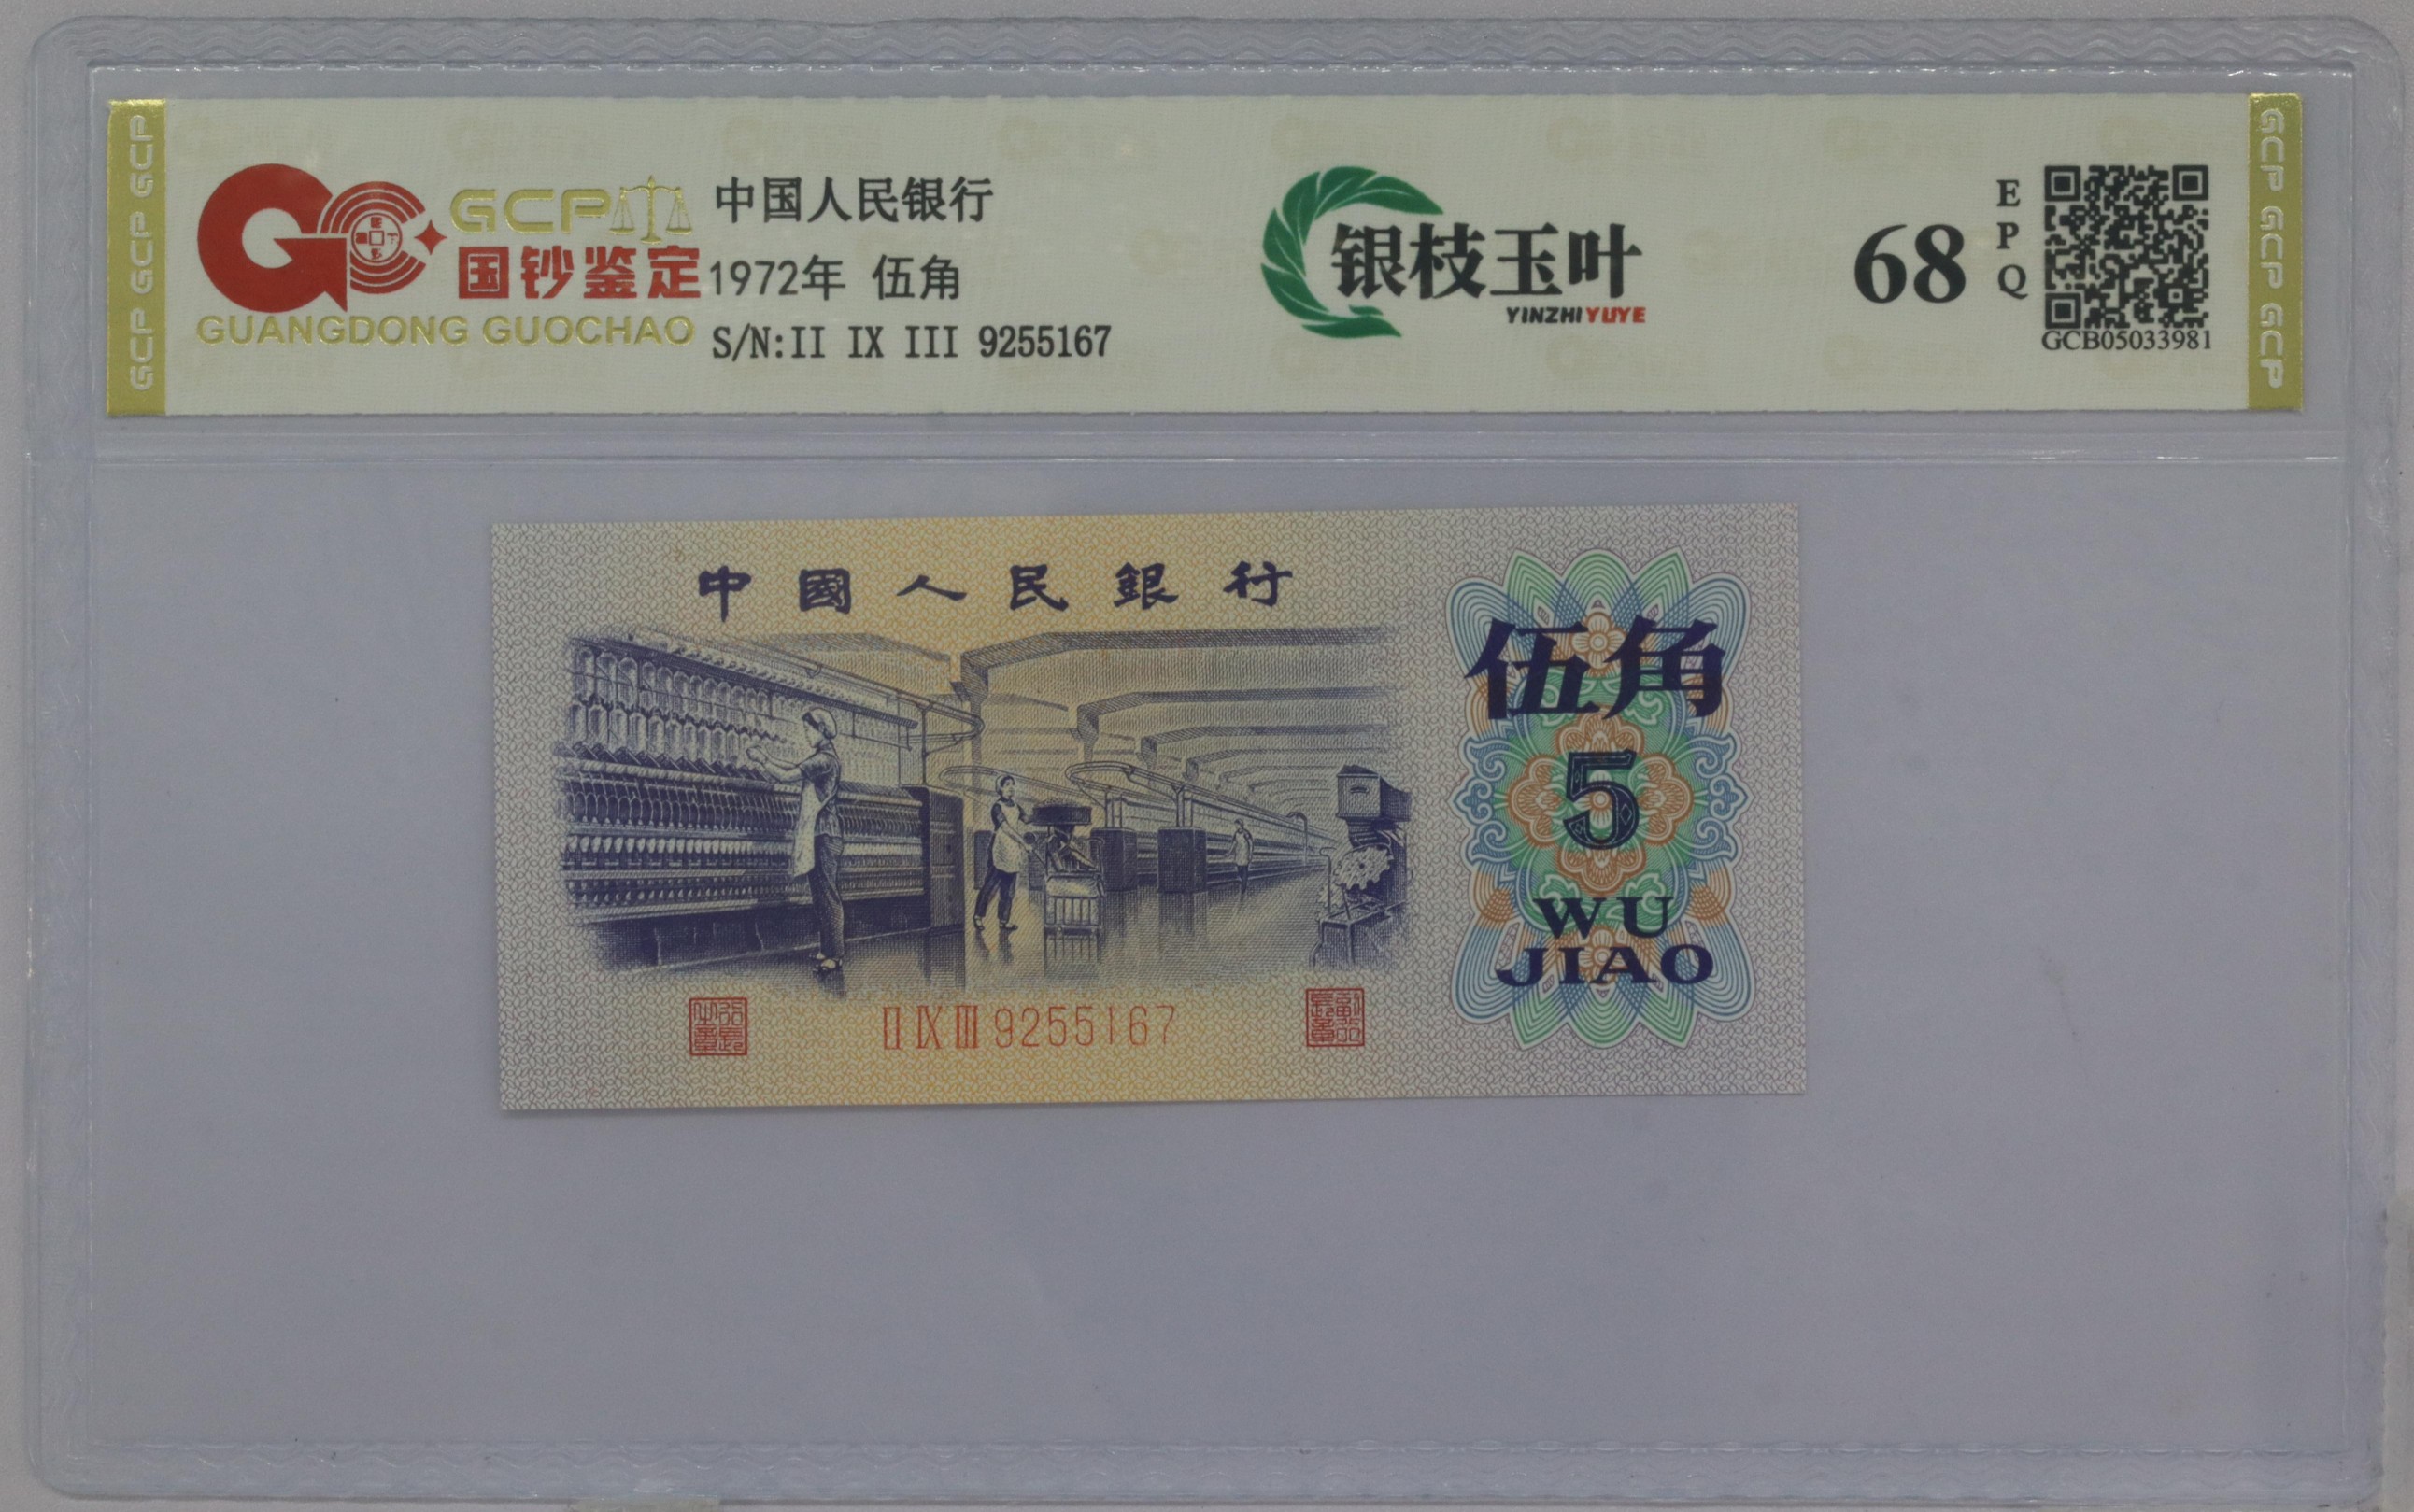 GCP GCP GCP
GCP
国钞鉴定
GUANGDONG GUOCHAO
中国人民银行
1972年 伍角
S/N:II IX III 9255167
银枝玉叶
YINZHIYUYE
68
EPQ
GCB05033981
GCP GCP GCP
中國人民銀行
伍角
5
WU
JIAO
II IX III 9255167